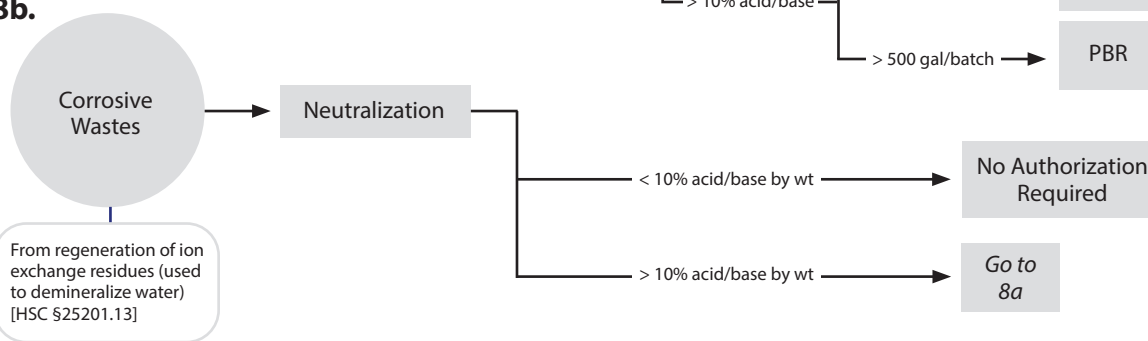 > 10% acid/base
8b.
> 500 gal/batch
PBR
Corrosive
Wastes
Neutralization
< 10% acid/base by wt
No Authorization
Required
> 10% acid/base by wt
Go to
8a
From regeneration of ion
exchange residues (used
to demineralize water)
[HSC §25201.13]